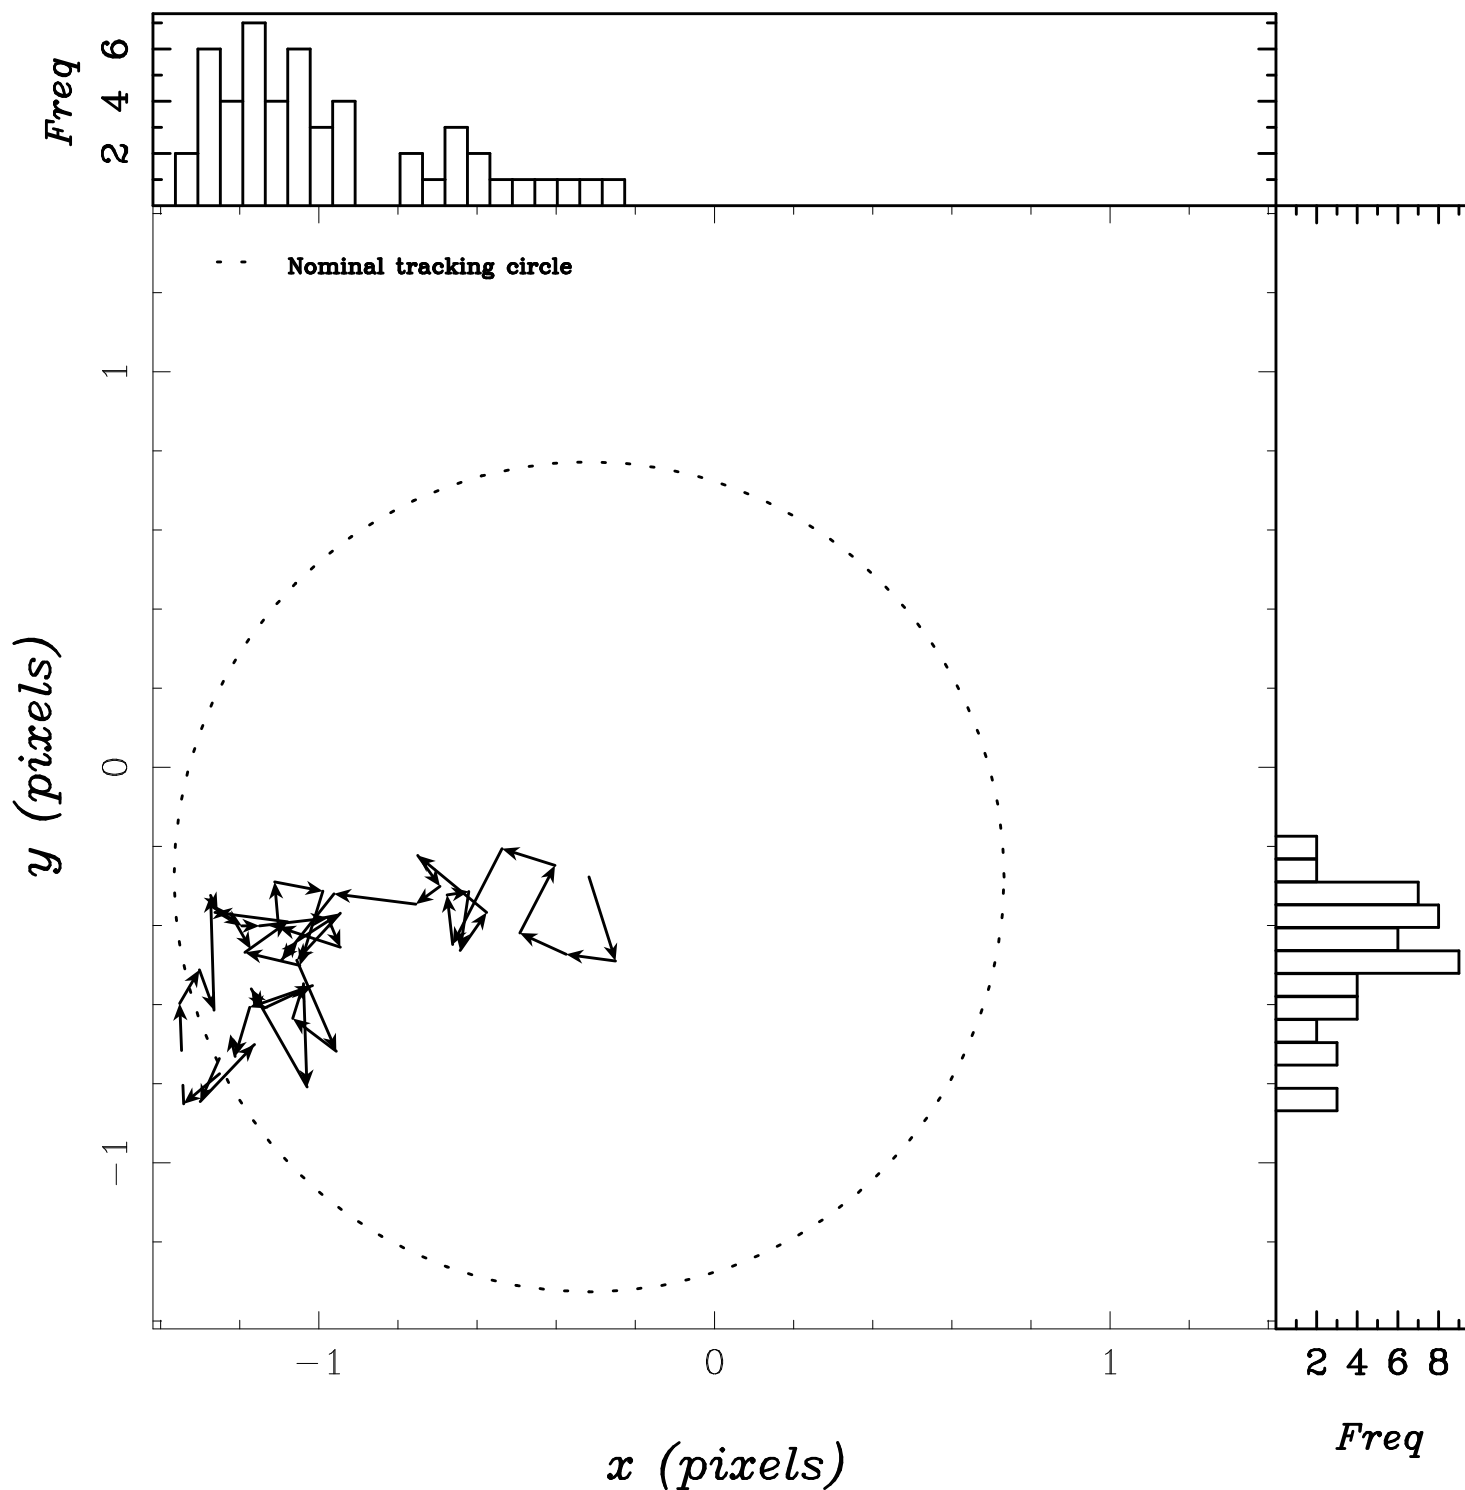 Freq
6
4
2
Nominal tracking circle
1
0
−1
y (pixels)
−1
0
1
2 4 6 8
x (pixels)
Freq